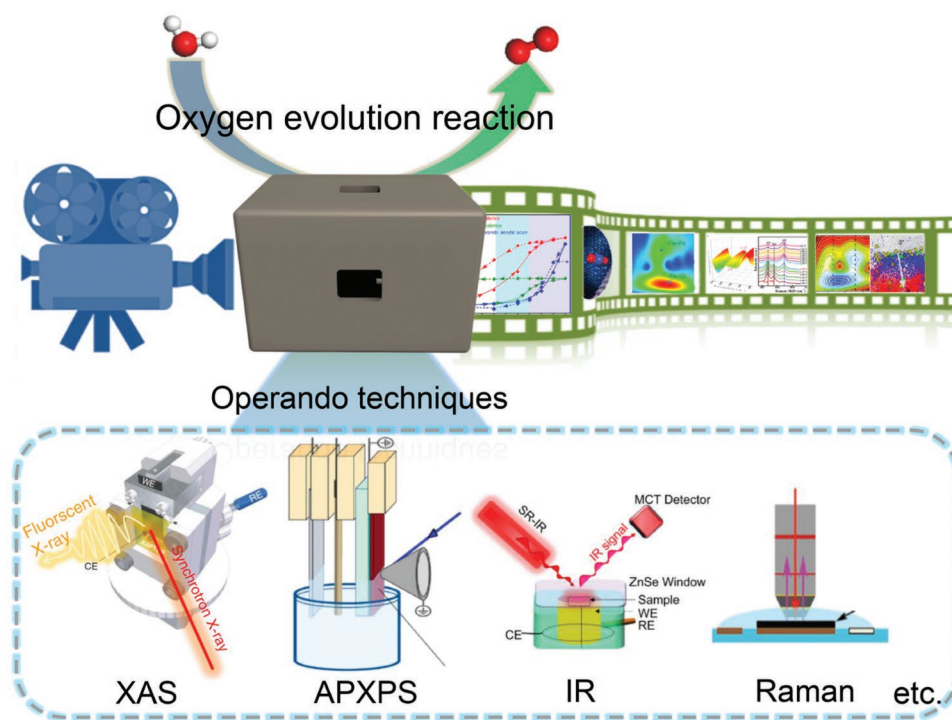 Oxygen evolution reaction
Operando techniques
WE
RE
Fluorscent
X-ray
CE
Synchrotron X-ray
SR-IR
IR signal
MCT Detector
ZnSe Window
Sample
WE
RE
CE
XAS
APXPS
IR
Raman
etc.